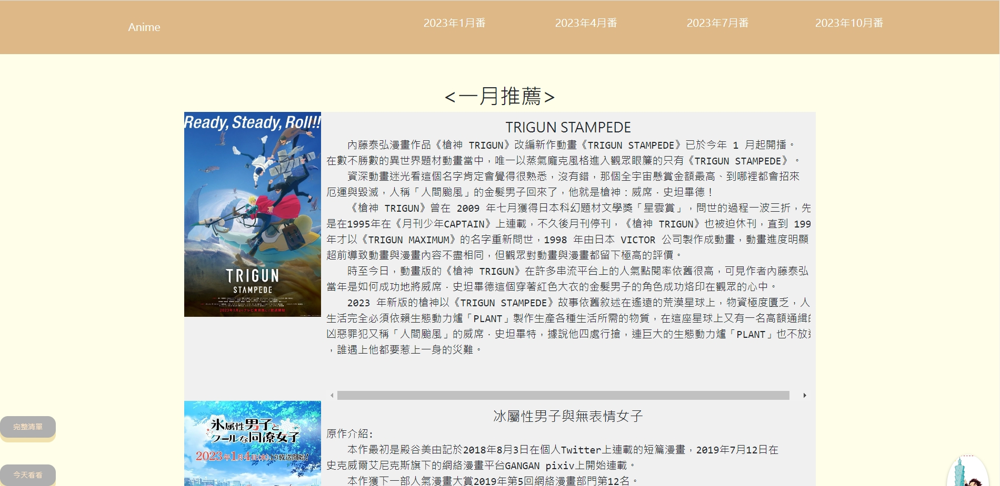 Anime
2023年1月番
2023年4月番
2023年7月番
2023年10月番
<一月推薦>
Ready, Steady, Roll!!
TRIGUN
STAMPEDE
TRIGUN STAMPEDE
內藤泰弘漫畫作品《槍神 TRIGUN》改編新作動畫《TRIGUN STAMPEDE》已於今年 1 月起開播。
在數不勝數的異世界題材動畫當中，唯一以蒸氣龐克風格進入觀眾眼簾的只有《TRIGUN STAMPEDE》。
資深動畫迷光看這個名字肯定會覺得很熟悉，沒有錯，那個全宇宙懸賞金額最高、到哪裡都會招來
厄運與毀滅，人稱「人間颱風」的金髮男子回來了，他就是槍神：威席．史坦畢德！
《槍神 TRIGUN》曾在 2009 年七月獲得日本科幻題材文學獎「星雲賞」，問世的過程一波三折，先
是在1995年在《月刊少年CAPTAIN》上連載，不久後月刊停刊，《槍神 TRIGUN》也被迫休刊，直到 199
年才以《TRIGUN MAXIMUM》的名字重新問世，1998 年由日本 VICTOR 公司製作成動畫，動畫進度明顯
超前導致動畫與漫畫內容不盡相同，但觀眾對動畫與漫畫都留下極高的評價。
時至今日，動畫版的《槍神 TRIGUN》在許多串流平台上的人氣點閱率依舊很高，可見作者內藤泰弘
當年是如何成功地將威席．史坦畢德這個穿著紅色大衣的金髮男子的角色成功烙印在觀眾的心中。
2023 年新版的槍神以《TRIGUN STAMPEDE》故事依舊敘述在遙遠的荒漠星球上，物資極度匱乏，人
生活完全必須依賴生態動力爐「PLANT」製作生產各種生活所需的物質，在這座星球上又有一名高額通緝
凶惡罪犯又稱「人間颱風」的威席．史坦畢特，據說他四處行搶，連巨大的生態動力爐「PLANT」也不放
，誰遇上他都要惹上一身的災難。
氷属性男子と
クールな同僚女子
2023年1月4日(水)より放送開始!
冰屬性男子與無表情女子
原作介紹:
本作最初是殿谷美由記於2018年8月3日在個人Twitter上連載的短篇漫畫，2019年7月12日在
史克威爾艾尼克斯旗下的網絡漫畫平台GANGAN pixiv上開始連載。
本作獲下一部人氣漫畫大賞2019年第5回網絡漫畫部門第12名。
完整清單
今天看看